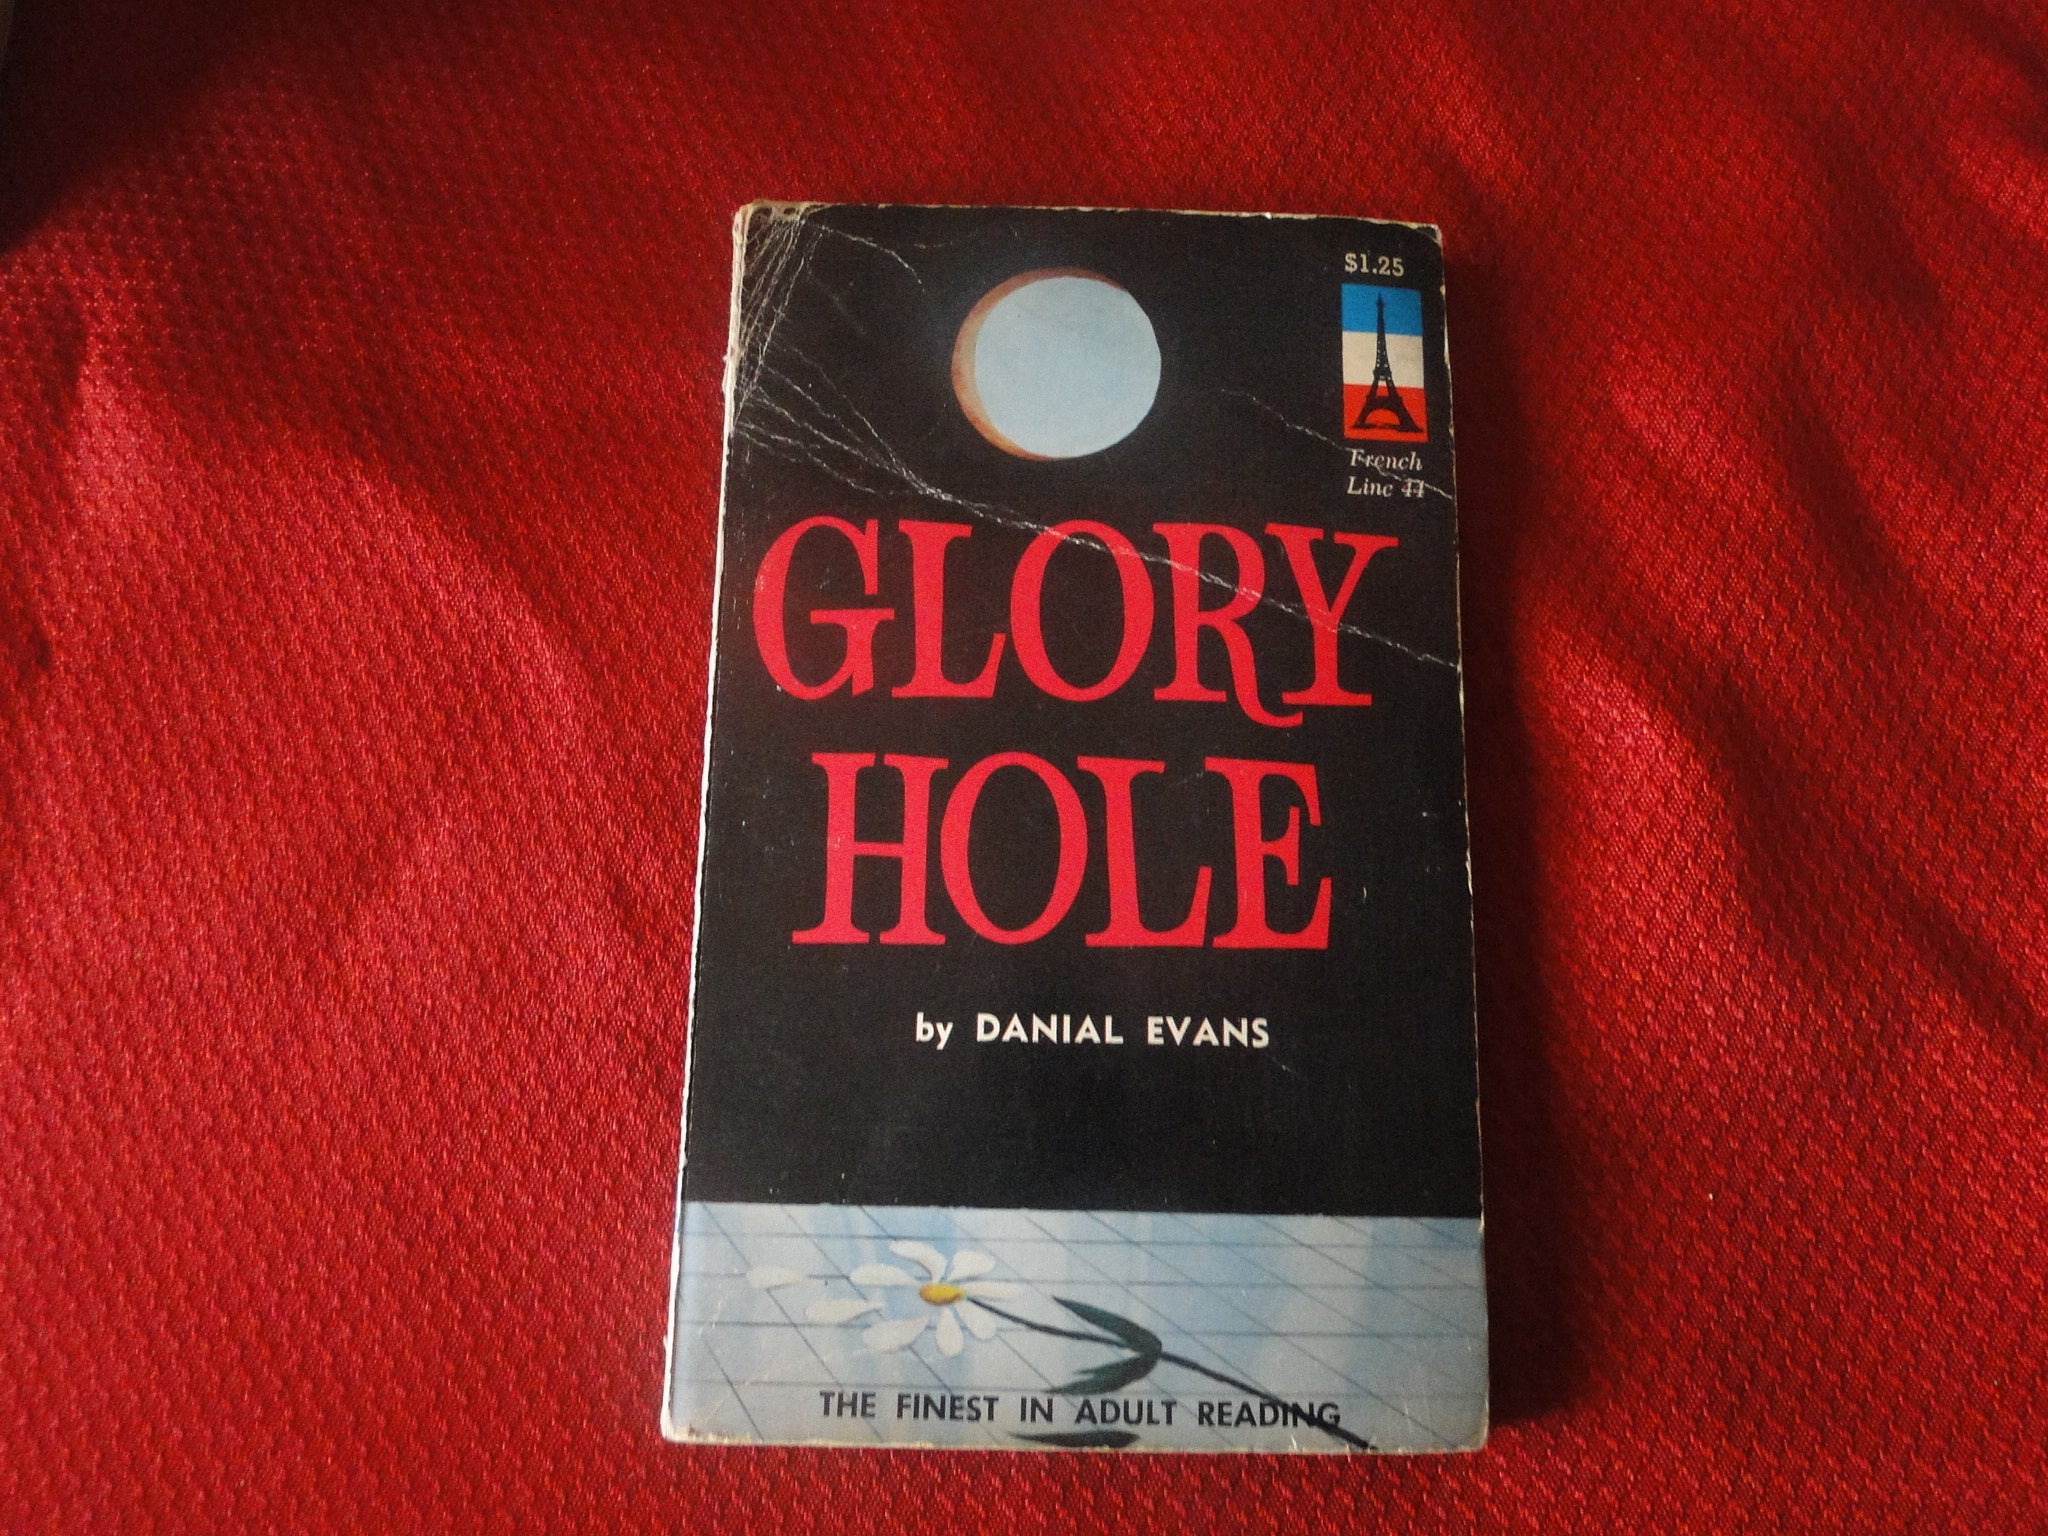 $1.25
French
Line 44
GLORY
HOLE
by DANIAL EVANS
THE FINEST IN ADULT READING